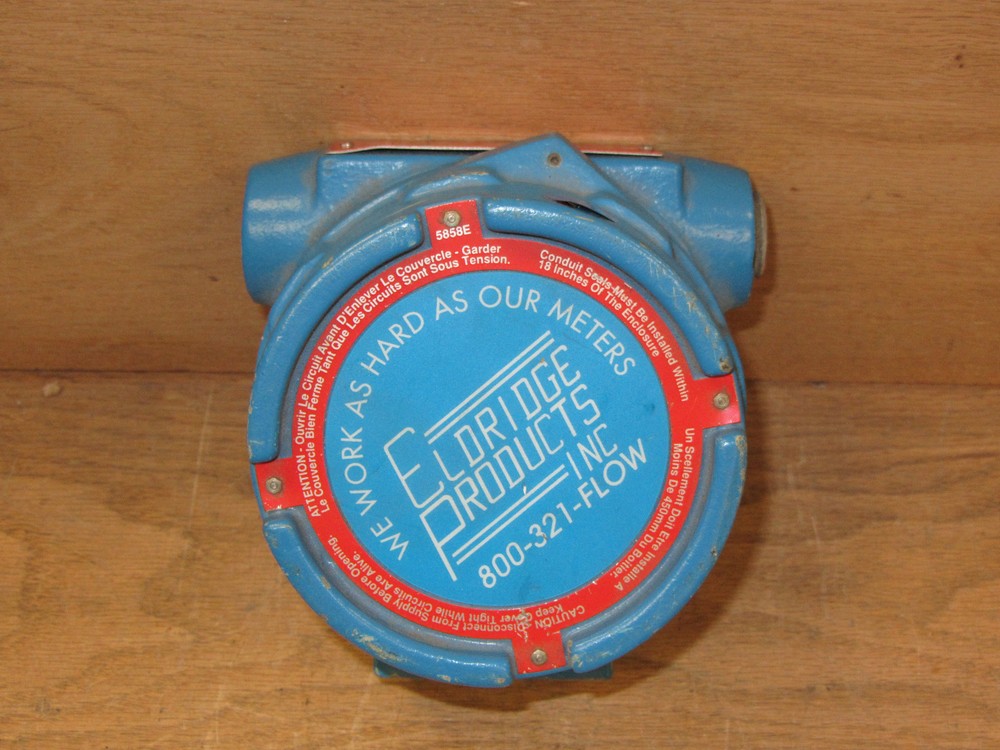 5858E
ATTENTION - Ouvrir Le Circuit Avant D'Enlever Le Couvercle - Garder
Le Couvercle Bien Ferme Tant Que Les Circuits Sont Sous Tension.
Conduit Seals Must Be Installed Within
18 Inches Of The Enclosure
Un Scellement Doit Etre Installe A
Moins De 450mm Du Boitier.
CAUTION - Disconnect From Supply Before Opening.
Keep Cover Tight While Circuits Are Alive.
WE WORK AS HARD AS OUR METERS
ELDRIDGE
PRODUCTS
INC
800-321-FLOW